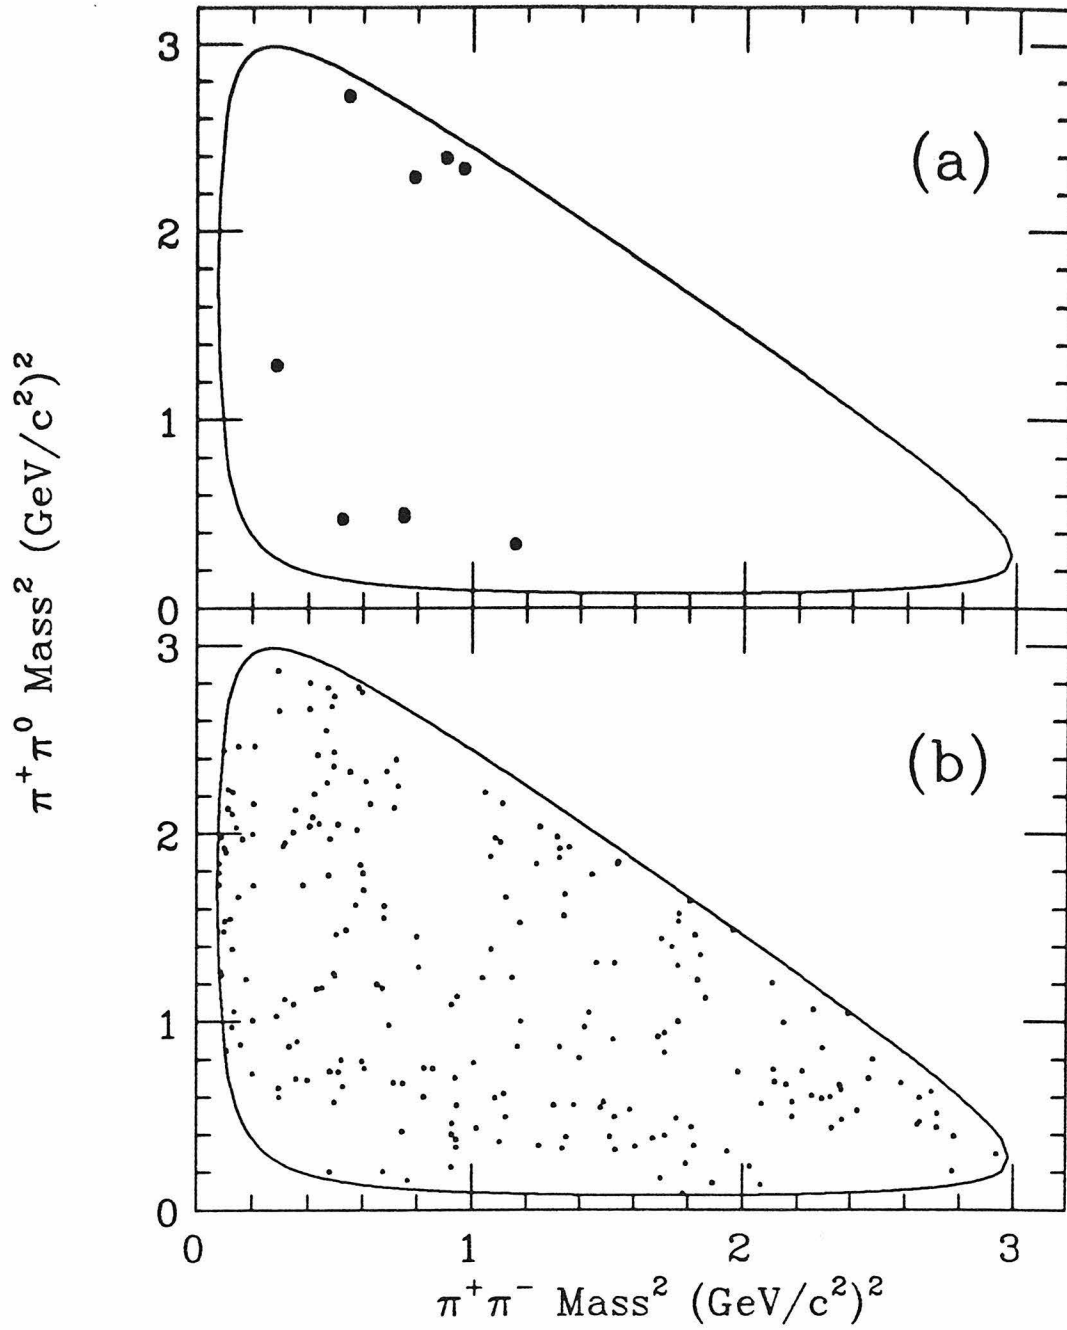 3
(a)
2
1
0
3
(b)
2
1
0
0 1 2 3
π⁺π⁰ Mass² (GeV/c²)²
π⁺π⁻ Mass² (GeV/c²)²